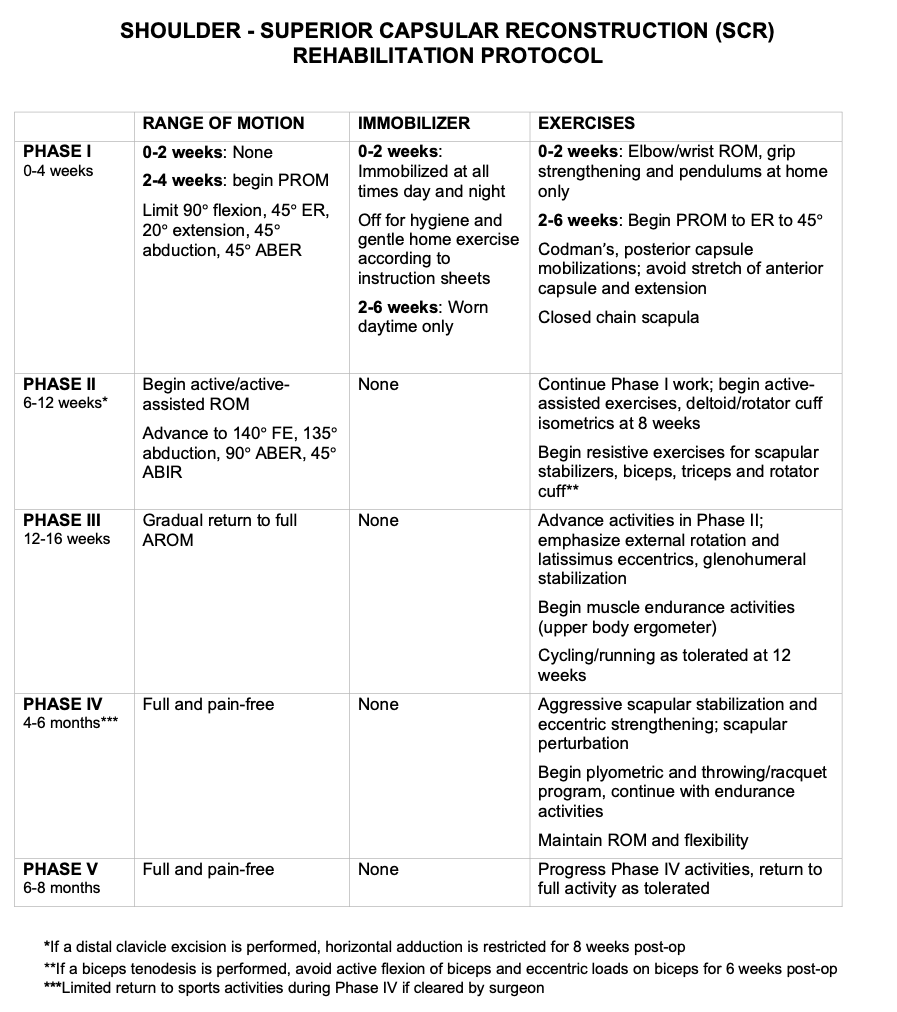 SHOULDER - SUPERIOR CAPSULAR RECONSTRUCTION (SCR)
REHABILITATION PROTOCOL
RANGE OF MOTION
IMMOBILIZER
EXERCISES
PHASE I
0-4 weeks
0-2 weeks: None
2-4 weeks: begin PROM
Limit 90° flexion, 45° ER,
20° extension, 45°
abduction, 45° ABER
0-2 weeks:
Immobilized at all
times day and night
Off for hygiene and
gentle home exercise
according to
instruction sheets
2-6 weeks: Worn
daytime only
0-2 weeks: Elbow/wrist ROM, grip
strengthening and pendulums at home
only
2-6 weeks: Begin PROM to ER to 45°
Codman's, posterior capsule
mobilizations; avoid stretch of anterior
capsule and extension
Closed chain scapula
PHASE II
6-12 weeks*
Begin active/active-
assisted ROM
Advance to 140° FE, 135°
abduction, 90° ABER, 45°
ABIR
None
Continue Phase I work; begin active-
assisted exercises, deltoid/rotator cuff
isometrics at 8 weeks
Begin resistive exercises for scapular
stabilizers, biceps, triceps and rotator
cuff**
PHASE III
12-16 weeks
Gradual return to full
AROM
None
Advance activities in Phase II;
emphasize external rotation and
latissimus eccentrics, glenohumeral
stabilization
Begin muscle endurance activities
(upper body ergometer)
Cycling/running as tolerated at 12
weeks
PHASE IV
4-6 months***
Full and pain-free
None
Aggressive scapular stabilization and
eccentric strengthening; scapular
perturbation
Begin plyometric and throwing/racquet
program, continue with endurance
activities
Maintain ROM and flexibility
PHASE V
6-8 months
Full and pain-free
None
Progress Phase IV activities, return to
full activity as tolerated
*If a distal clavicle excision is performed, horizontal adduction is restricted for 8 weeks post-op
**If a biceps tenodesis is performed, avoid active flexion of biceps and eccentric loads on biceps for 6 weeks post-op
***Limited return to sports activities during Phase IV if cleared by surgeon